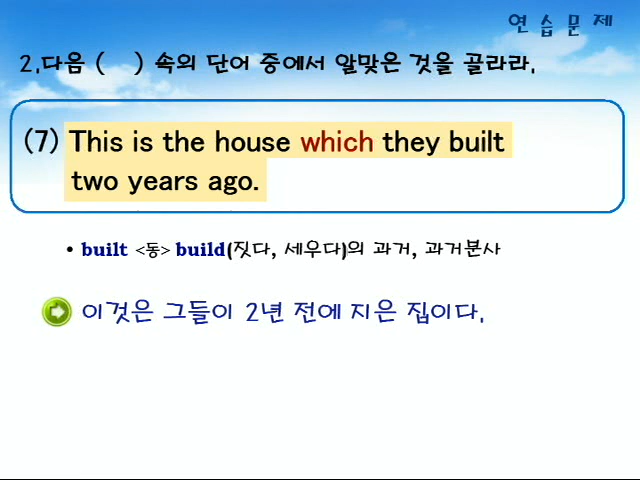 연습문제
2.다음 (   ) 속의 단어 중에서 알맞은 것을 골라라.
(7) This is the house which they built
two years ago.
• built <동> build(짓다, 세우다)의 과거, 과거분사
이것은 그들이 2년 전에 지은 집이다.